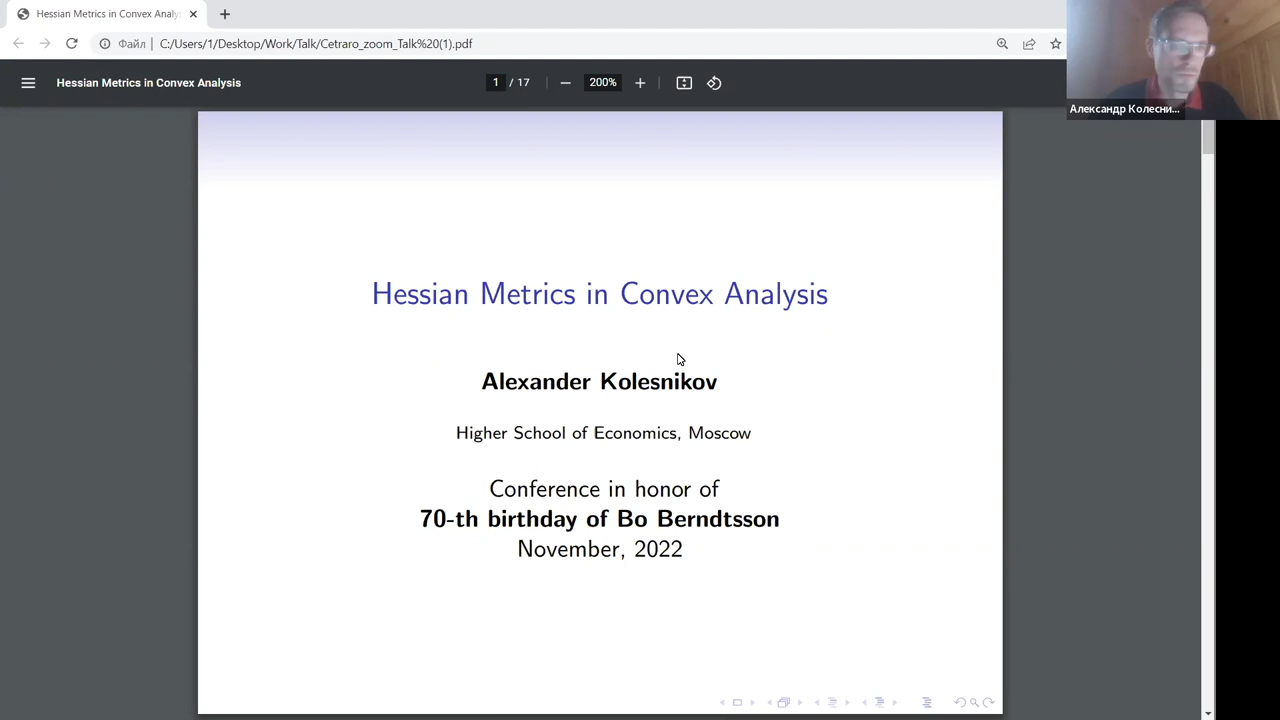 Hessian Metrics in Convex Analy
Файл
C:/Users/1/Desktop/Work/Talk/Cetraro_zoom_Talk%20(1).pdf
Александр Колесни...
Hessian Metrics in Convex Analysis
1 / 17
200%
Hessian Metrics in Convex Analysis
Alexander Kolesnikov
Higher School of Economics, Moscow
Conference in honor of
70-th birthday of Bo Berndtsson
November, 2022